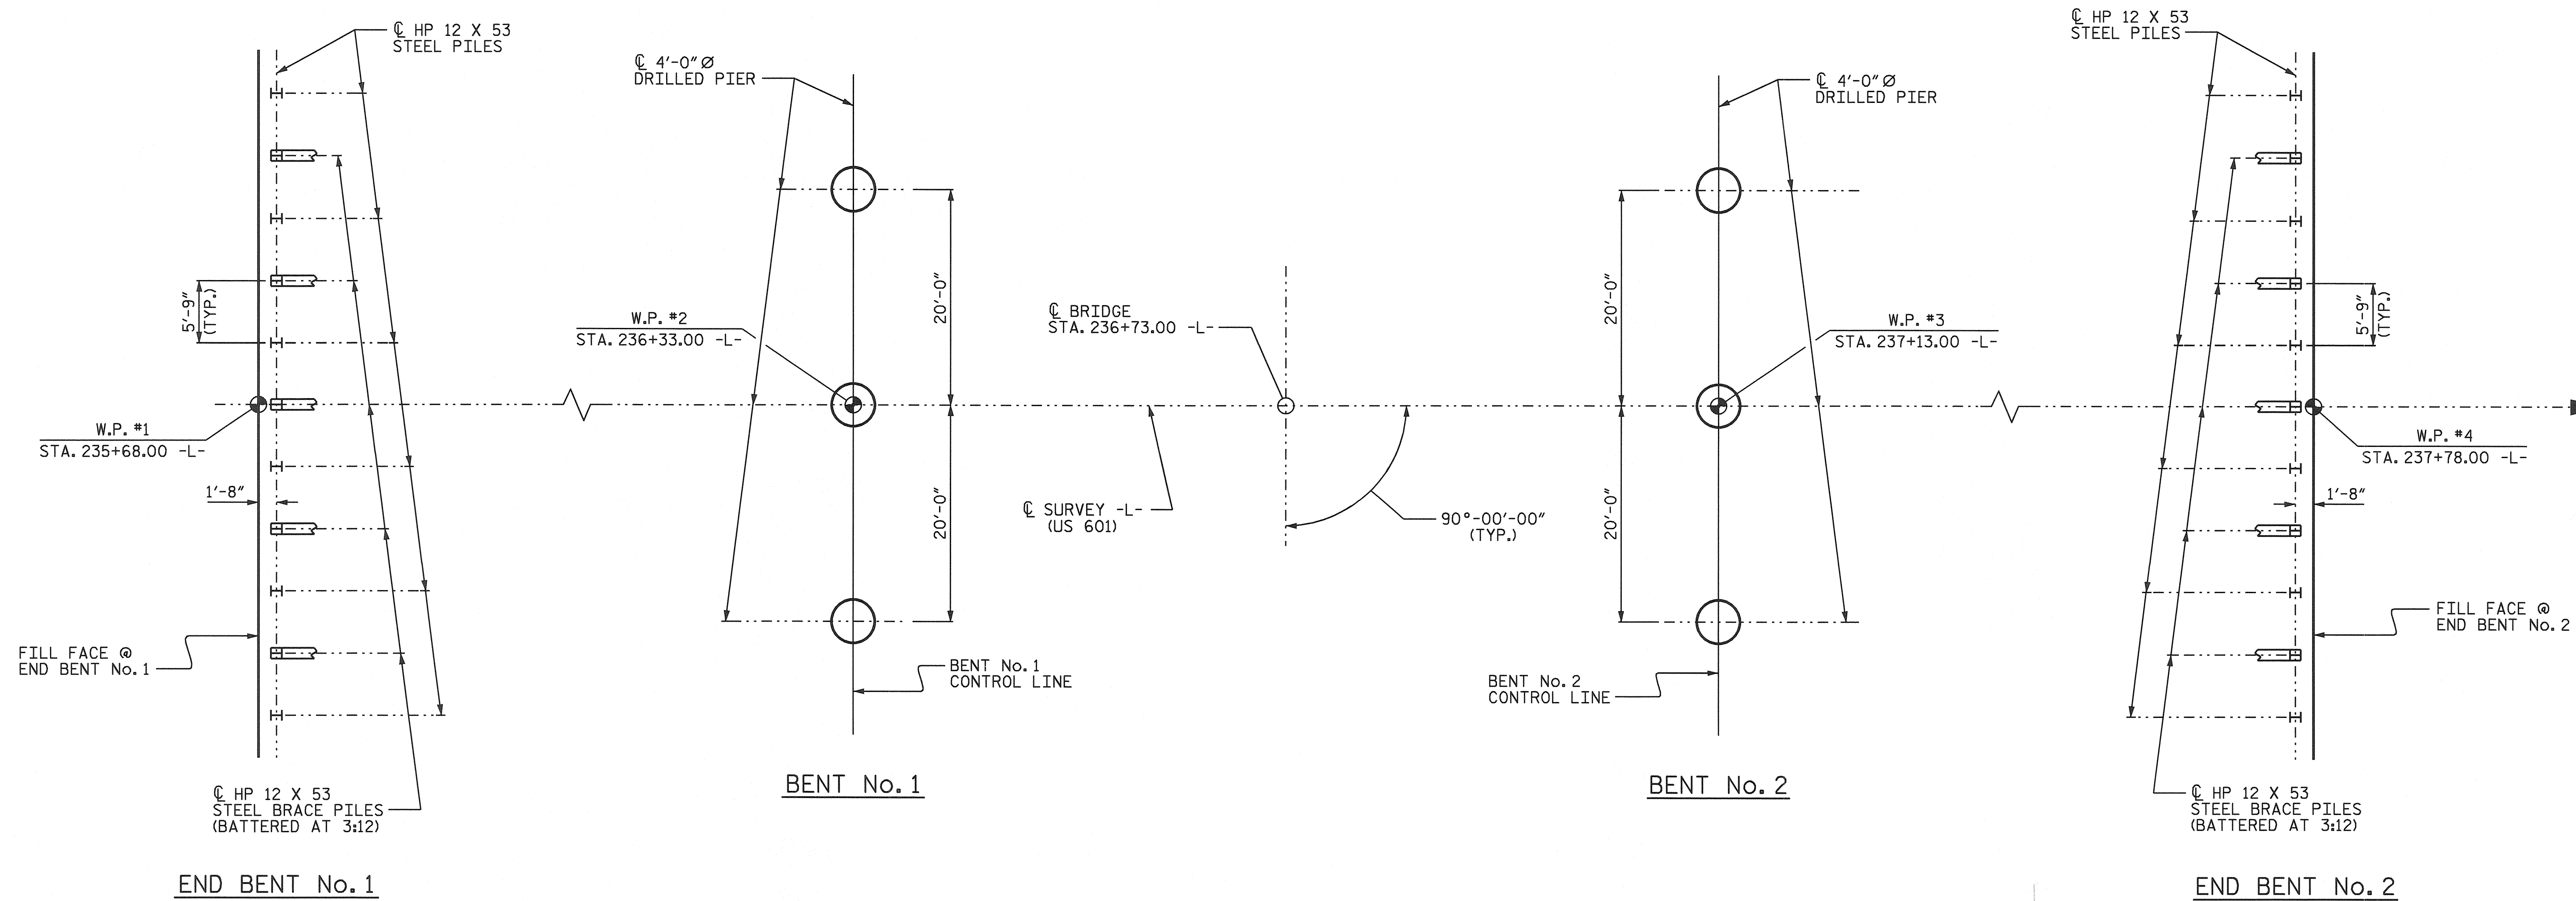 ℄ HP 12 X 53
STEEL PILES
5'-9"
(TYP.)
W.P. #1
STA. 235+68.00 -L-
1'-8"
FILL FACE @
END BENT No. 1
℄ HP 12 X 53
STEEL BRACE PILES
(BATTERED AT 3:12)
END BENT No. 1
℄ 4'-0" Ø
DRILLED PIER
W.P. #2
STA. 236+33.00 -L-
20'-0"
20'-0"
BENT No. 1
CONTROL LINE
BENT No. 1
℄ BRIDGE
STA. 236+73.00 -L-
℄ SURVEY -L-
(US 601)
90°-00'-00"
(TYP.)
℄ 4'-0" Ø
DRILLED PIER
20'-0"
20'-0"
W.P. #3
STA. 237+13.00 -L-
BENT No. 2
CONTROL LINE
BENT No. 2
℄ HP 12 X 53
STEEL PILES
5'-9"
(TYP.)
W.P. #4
STA. 237+78.00 -L-
1'-8"
FILL FACE @
END BENT No. 2
℄ HP 12 X 53
STEEL BRACE PILES
(BATTERED AT 3:12)
END BENT No. 2